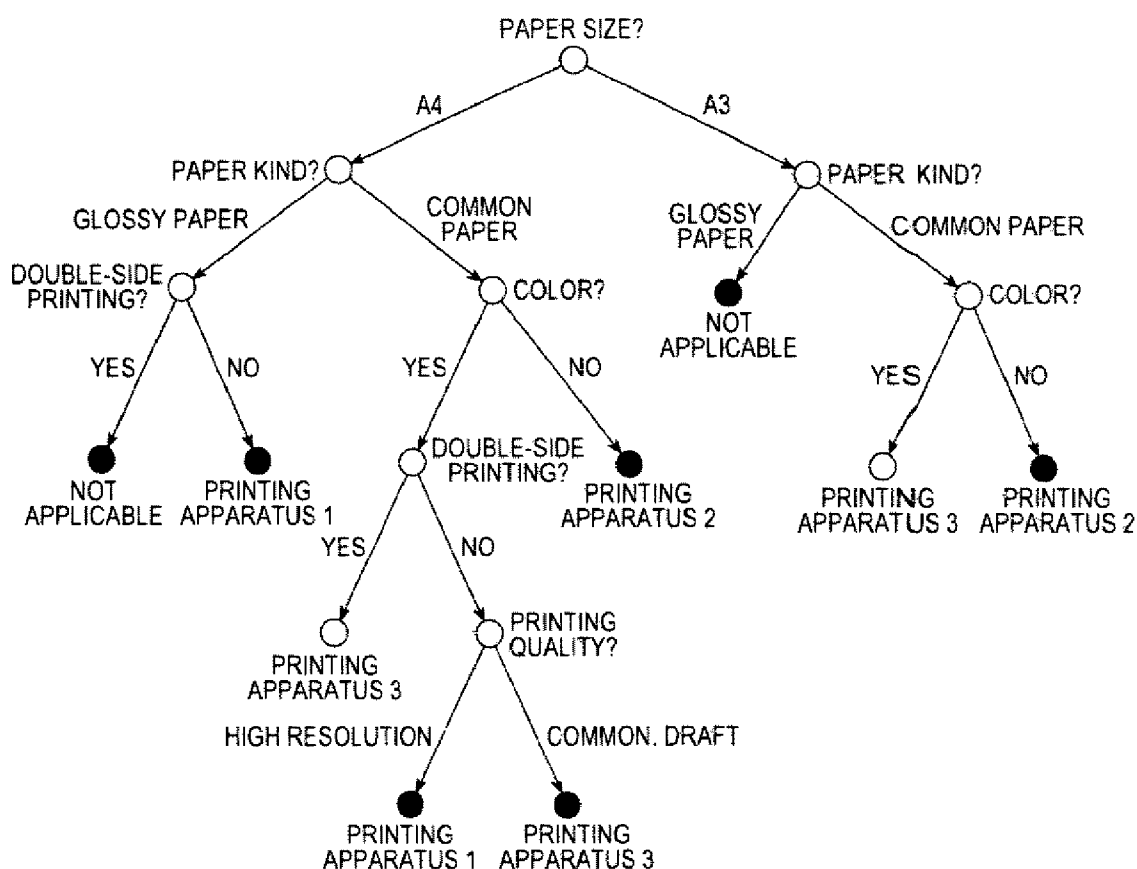 PAPER SIZE?
A4
A3
PAPER KIND?
PAPER KIND?
GLOSSY PAPER
COMMON
PAPER
GLOSSY
PAPER
COMMON PAPER
DOUBLE-SIDE
PRINTING?
COLOR?
NOT
APPLICABLE
COLOR?
YES
NO
YES
NO
YES
NO
NOT
APPLICABLE
PRINTING
APPARATUS 1
DOUBLE-SIDE
PRINTING?
PRINTING
APPARATUS 2
PRINTING
APPARATUS 3
PRINTING
APPARATUS 2
YES
NO
PRINTING
APPARATUS 3
PRINTING
QUALITY?
HIGH RESOLUTION
COMMON. DRAFT
PRINTING
APPARATUS 1
PRINTING
APPARATUS 3